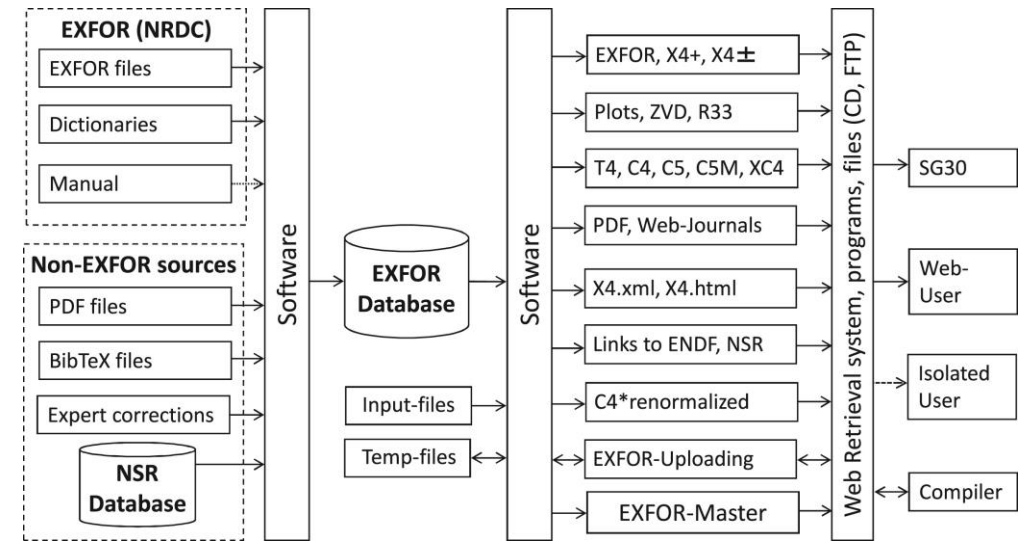 EXFOR (NRDC)
EXFOR files
Dictionaries
Manual
Non-EXFOR sources
PDF files
BibTeX files
Expert corrections
NSR
Database
Software
EXFOR
Database
Input-files
Temp-files
Software
EXFOR, X4+, X4±
Plots, ZVD, R33
T4, C4, C5, C5M, XC4
PDF, Web-Journals
X4.xml, X4.html
Links to ENDF, NSR
C4*renormalized
EXFOR-Uploading
EXFOR-Master
Web Retrieval system, programs, files (CD, FTP)
SG30
Web-
User
Isolated
User
Compiler